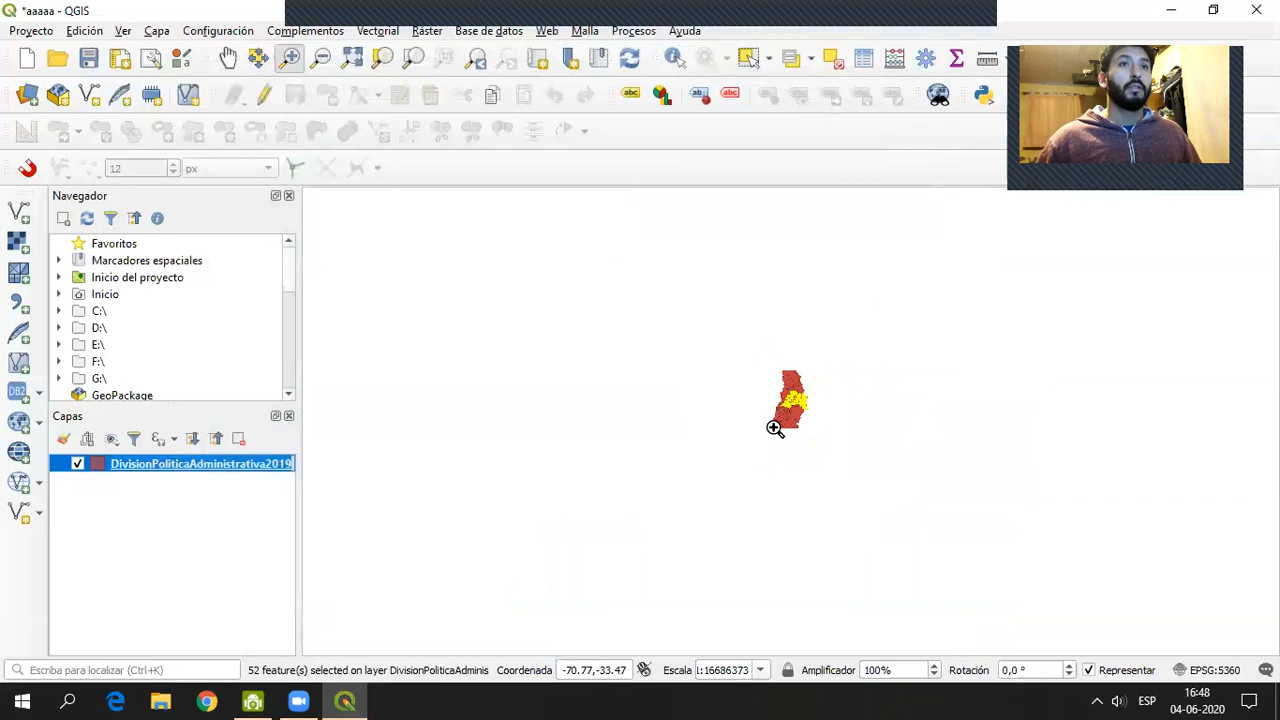 *aaaaa - QGIS
Proyecto Edición Ver Capa Configuración Complementos Vectorial Ráster Base de datos Web Malla Procesos Ayuda
abc abc
12 px
Navegador
Favoritos
Marcadores espaciales
Inicio del proyecto
Inicio
C:\
D:\
E:\
F:\
G:\
GeoPackage
Capas
DivisionPoliticaAdministrativa2019
Escriba para localizar (Ctrl+K) 52 feature(s) selected on layer DivisionPoliticaAdminis Coordenada -70.77,-33.47 Escala L:16686373 Amplificador 100% Rotación 0,0 ° Representar EPSG:5360
ESP 16:48
04-06-2020